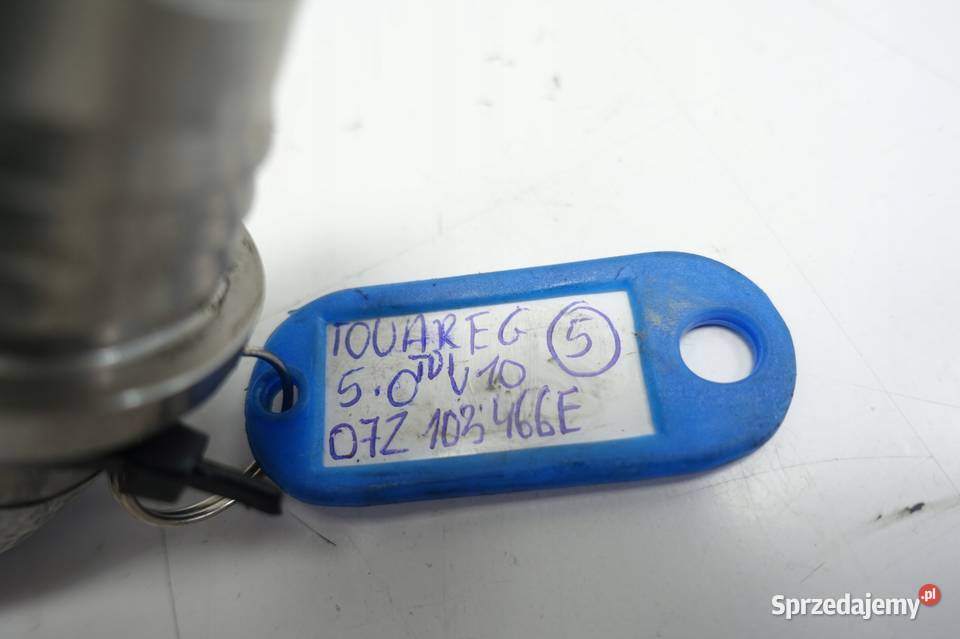 TOUAREG 5
5.0 TDI V10
07Z 103 466E
Sprzedajemy.pl